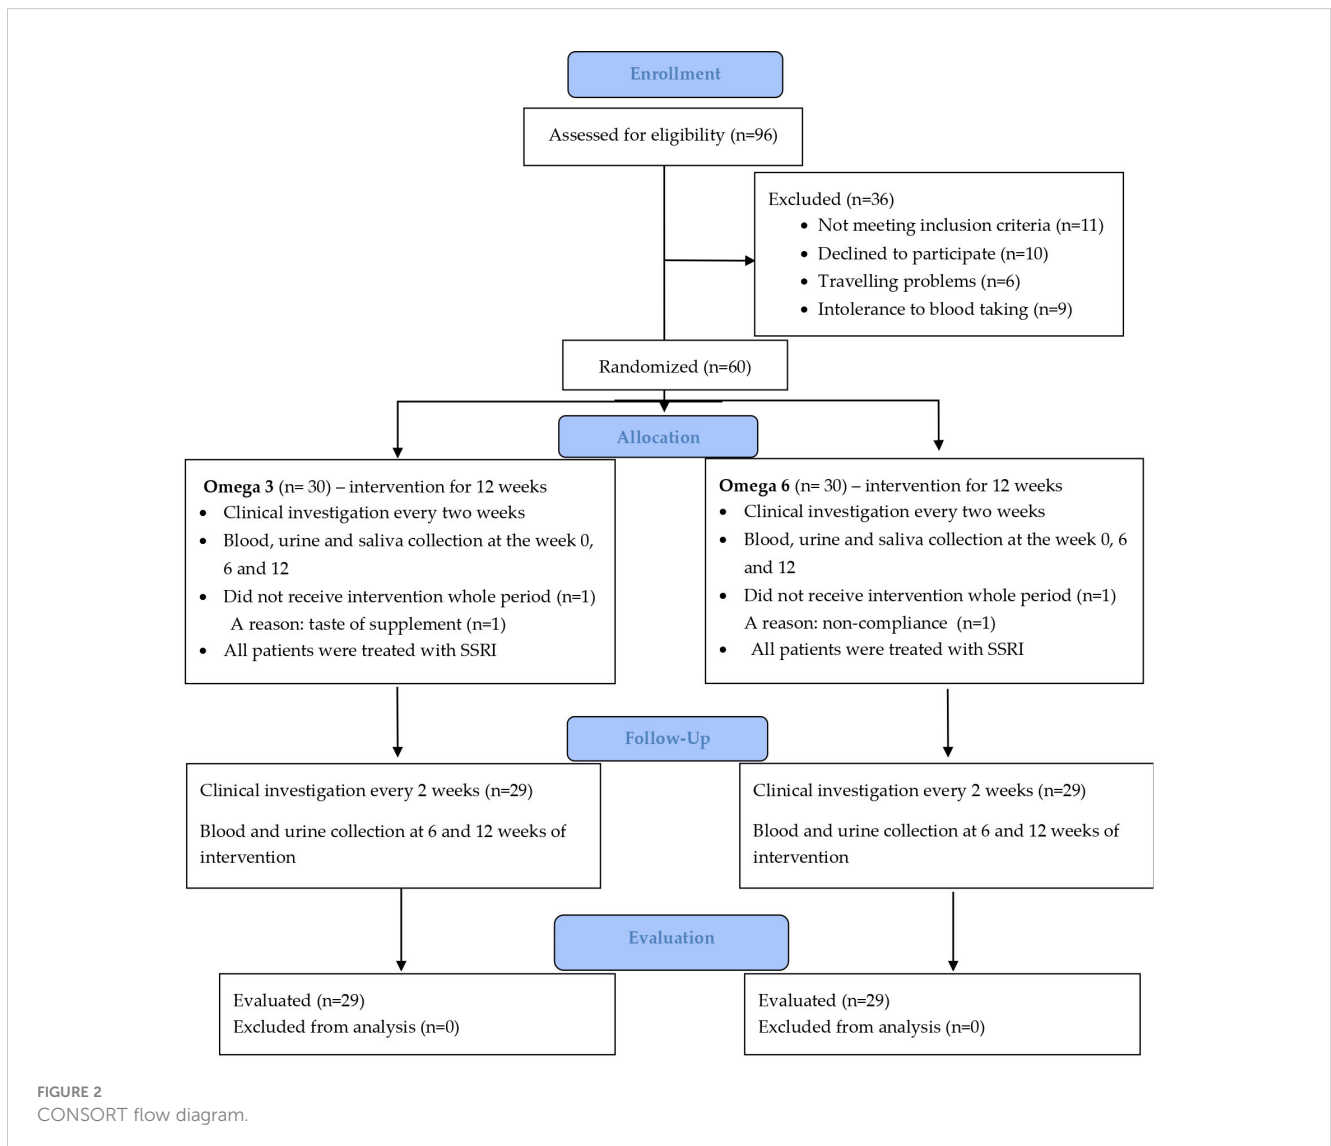 Enrollment
Assessed for eligibility (n=96)
Excluded (n=36)
• Not meeting inclusion criteria (n=11)
• Declined to participate (n=10)
• Travelling problems (n=6)
• Intolerance to blood taking (n=9)
Randomized (n=60)
Allocation
Omega 3 (n= 30) – intervention for 12 weeks
• Clinical investigation every two weeks
• Blood, urine and saliva collection at the week 0,
6 and 12
• Did not receive intervention whole period (n=1)
A reason: taste of supplement (n=1)
• All patients were treated with SSRI
Omega 6 (n= 30) – intervention for 12 weeks
• Clinical investigation every two weeks
• Blood, urine and saliva collection at the week 0, 6
and 12
• Did not receive intervention whole period (n=1)
A reason: non-compliance (n=1)
• All patients were treated with SSRI
Follow-Up
Clinical investigation every 2 weeks (n=29)
Blood and urine collection at 6 and 12 weeks of
intervention
Clinical investigation every 2 weeks (n=29)
Blood and urine collection at 6 and 12 weeks of
intervention
Evaluation
Evaluated (n=29)
Excluded from analysis (n=0)
Evaluated (n=29)
Excluded from analysis (n=0)
FIGURE 2
CONSORT flow diagram.